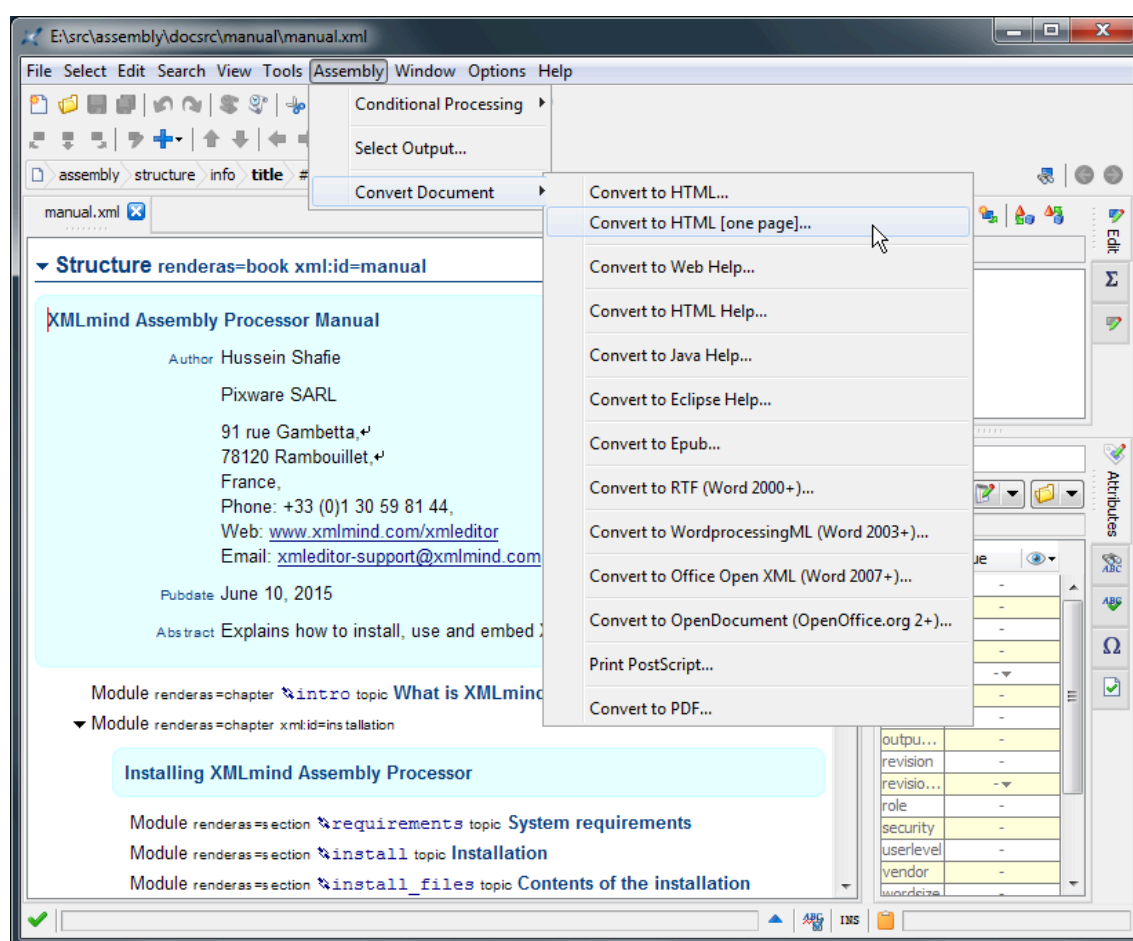 E:\src\assembly\docsrc\manual\manual.xml
File Select Edit Search View Tools Assembly Window Options Help
Conditional Processing
Select Output...
Convert Document
assembly structure info title #
manual.xml
Convert to HTML...
Convert to HTML [one page]...
Convert to Web Help...
Convert to HTML Help...
Convert to Java Help...
Convert to Eclipse Help...
Convert to Epub...
Convert to RTF (Word 2000+)...
Convert to WordprocessingML (Word 2003+)...
Convert to Office Open XML (Word 2007+)...
Convert to OpenDocument (OpenOffice.org 2+)...
Print PostScript...
Convert to PDF...
Structure renderas=book xml:id=manual
XMLmind Assembly Processor Manual
Author Hussein Shafie
Pixware SARL
91 rue Gambetta,↵
78120 Rambouillet,↵
France,
Phone: +33 (0)1 30 59 81 44,
Web: www.xmlmind.com/xmleditor
Email: xmleditor-support@xmlmind.com
Pubdate June 10, 2015
Abstract Explains how to install, use and embed
Module renderas=chapter intro topic What is XMLmind
Module renderas=chapter xml:id=installation
Installing XMLmind Assembly Processor
Module renderas=section requirements topic System requirements
Module renderas=section install topic Installation
Module renderas=section install_files topic Contents of the installation
Edit
Σ
Attributes
ABC
ABC
Ω
ue
-
-
-
-
-
-
-
outpu... -
revision -
revisio... -
role -
security -
userlevel -
vendor -
wordsize -
ABC
INS